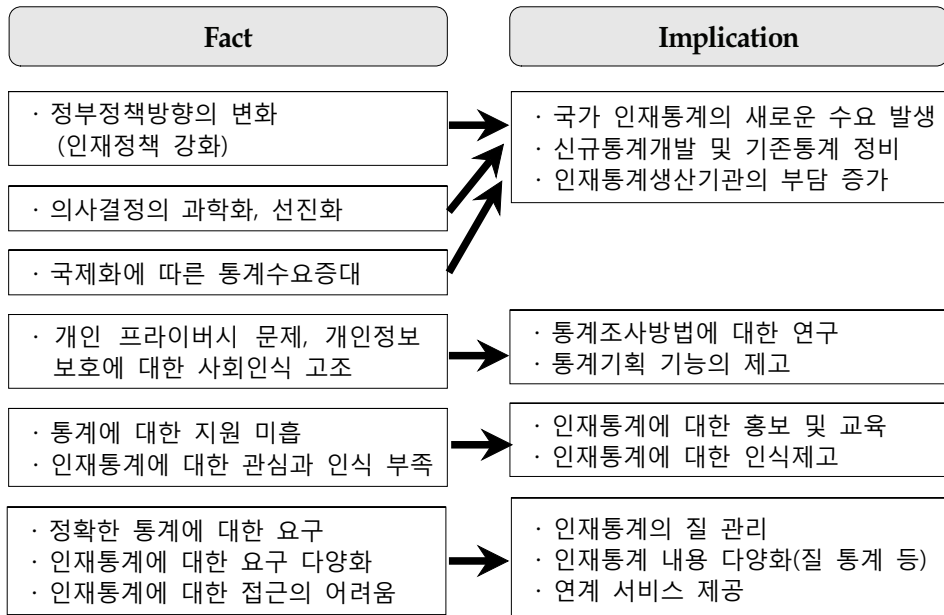 Fact
Implication
· 정부정책방향의 변화
(인재정책 강화)
· 의사결정의 과학화, 선진화
· 국제화에 따른 통계수요증대
· 국가 인재통계의 새로운 수요 발생
· 신규통계개발 및 기존통계 정비
· 인재통계생산기관의 부담 증가
· 개인 프라이버시 문제, 개인정보
보호에 대한 사회인식 고조
· 통계조사방법에 대한 연구
· 통계기획 기능의 제고
· 통계에 대한 지원 미흡
· 인재통계에 대한 관심과 인식 부족
· 인재통계에 대한 홍보 및 교육
· 인재통계에 대한 인식제고
· 정확한 통계에 대한 요구
· 인재통계에 대한 요구 다양화
· 인재통계에 대한 접근의 어려움
· 인재통계의 질 관리
· 인재통계 내용 다양화(질 통계 등)
· 연계 서비스 제공